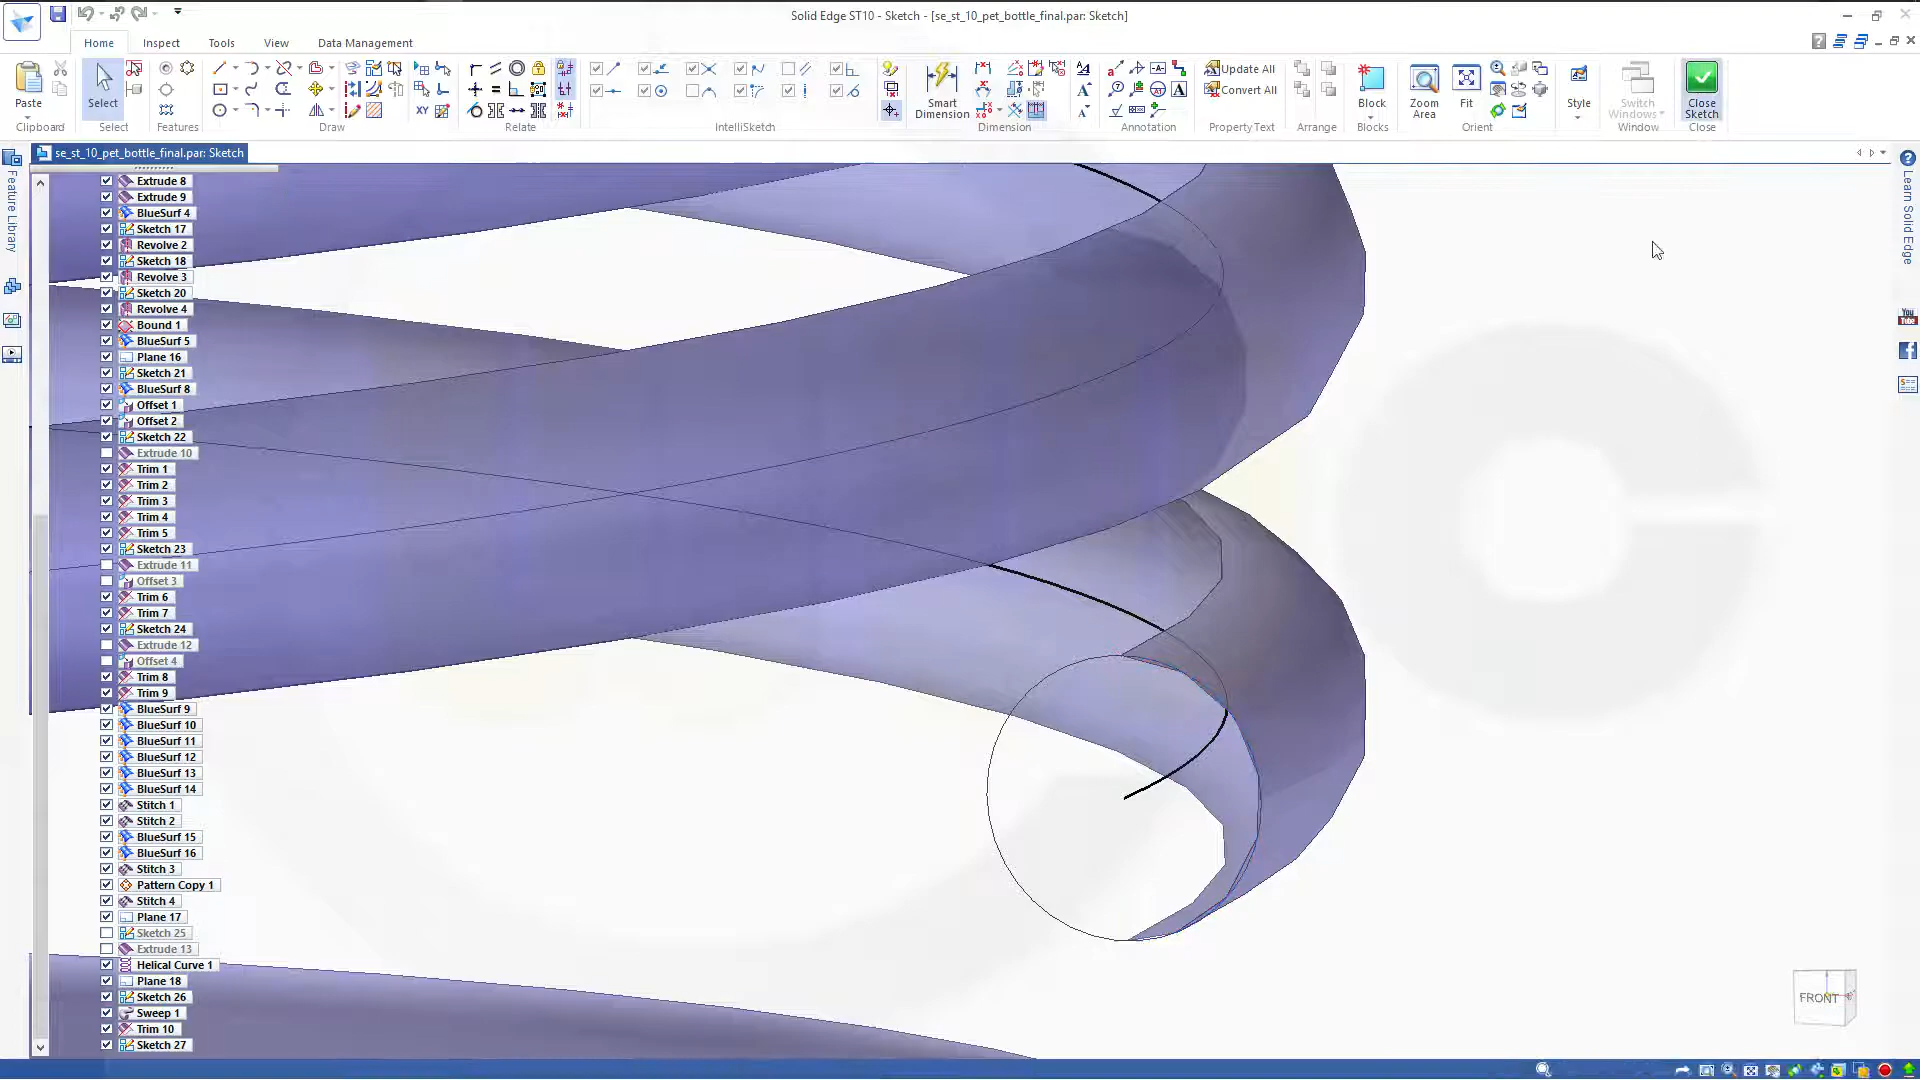 Solid Edge ST10 - Sketch - [se_st_10_pet_bottle_final.par: Sketch]
Home Inspect Tools View Data Management
Paste Select Smart Dimension Update All Convert All Block Zoom Area Fit Style Switch Windows Close Sketch
Clipboard Select Features Draw Relate IntelliSketch Dimension Annotation PropertyText Arrange Blocks Orient Window Close
se_st_10_pet_bottle_final.par: Sketch
Feature Library
Learn Solid Edge
Extrude 8
Extrude 9
BlueSurf 4
Sketch 17
Revolve 2
Sketch 18
Revolve 3
Sketch 20
Revolve 4
Bound 1
BlueSurf 5
Plane 16
Sketch 21
BlueSurf 8
Offset 1
Offset 2
Sketch 22
Extrude 10
Trim 1
Trim 2
Trim 3
Trim 4
Trim 5
Sketch 23
Extrude 11
Offset 3
Trim 6
Trim 7
Sketch 24
Extrude 12
Offset 4
Trim 8
Trim 9
BlueSurf 9
BlueSurf 10
BlueSurf 11
BlueSurf 12
BlueSurf 13
BlueSurf 14
Stitch 1
Stitch 2
BlueSurf 15
BlueSurf 16
Stitch 3
Pattern Copy 1
Stitch 4
Plane 17
Sketch 25
Extrude 13
Helical Curve 1
Plane 18
Sketch 26
Sweep 1
Trim 10
Sketch 27
FRONT